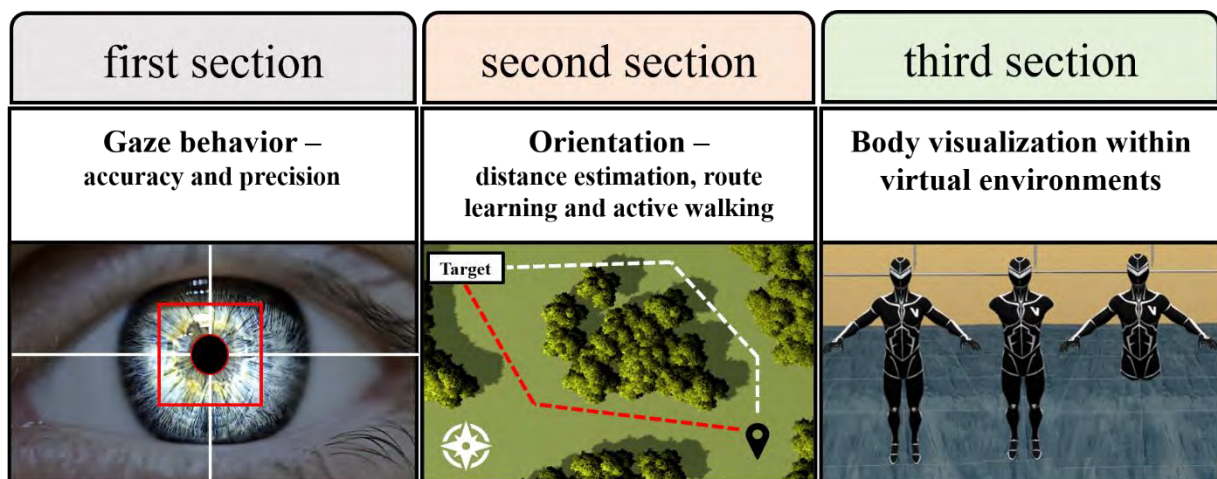 first section
second section
third section
Gaze behavior –
accuracy and precision
Orientation –
distance estimation, route
learning and active walking
Body visualization within
virtual environments
Target
V
V
V